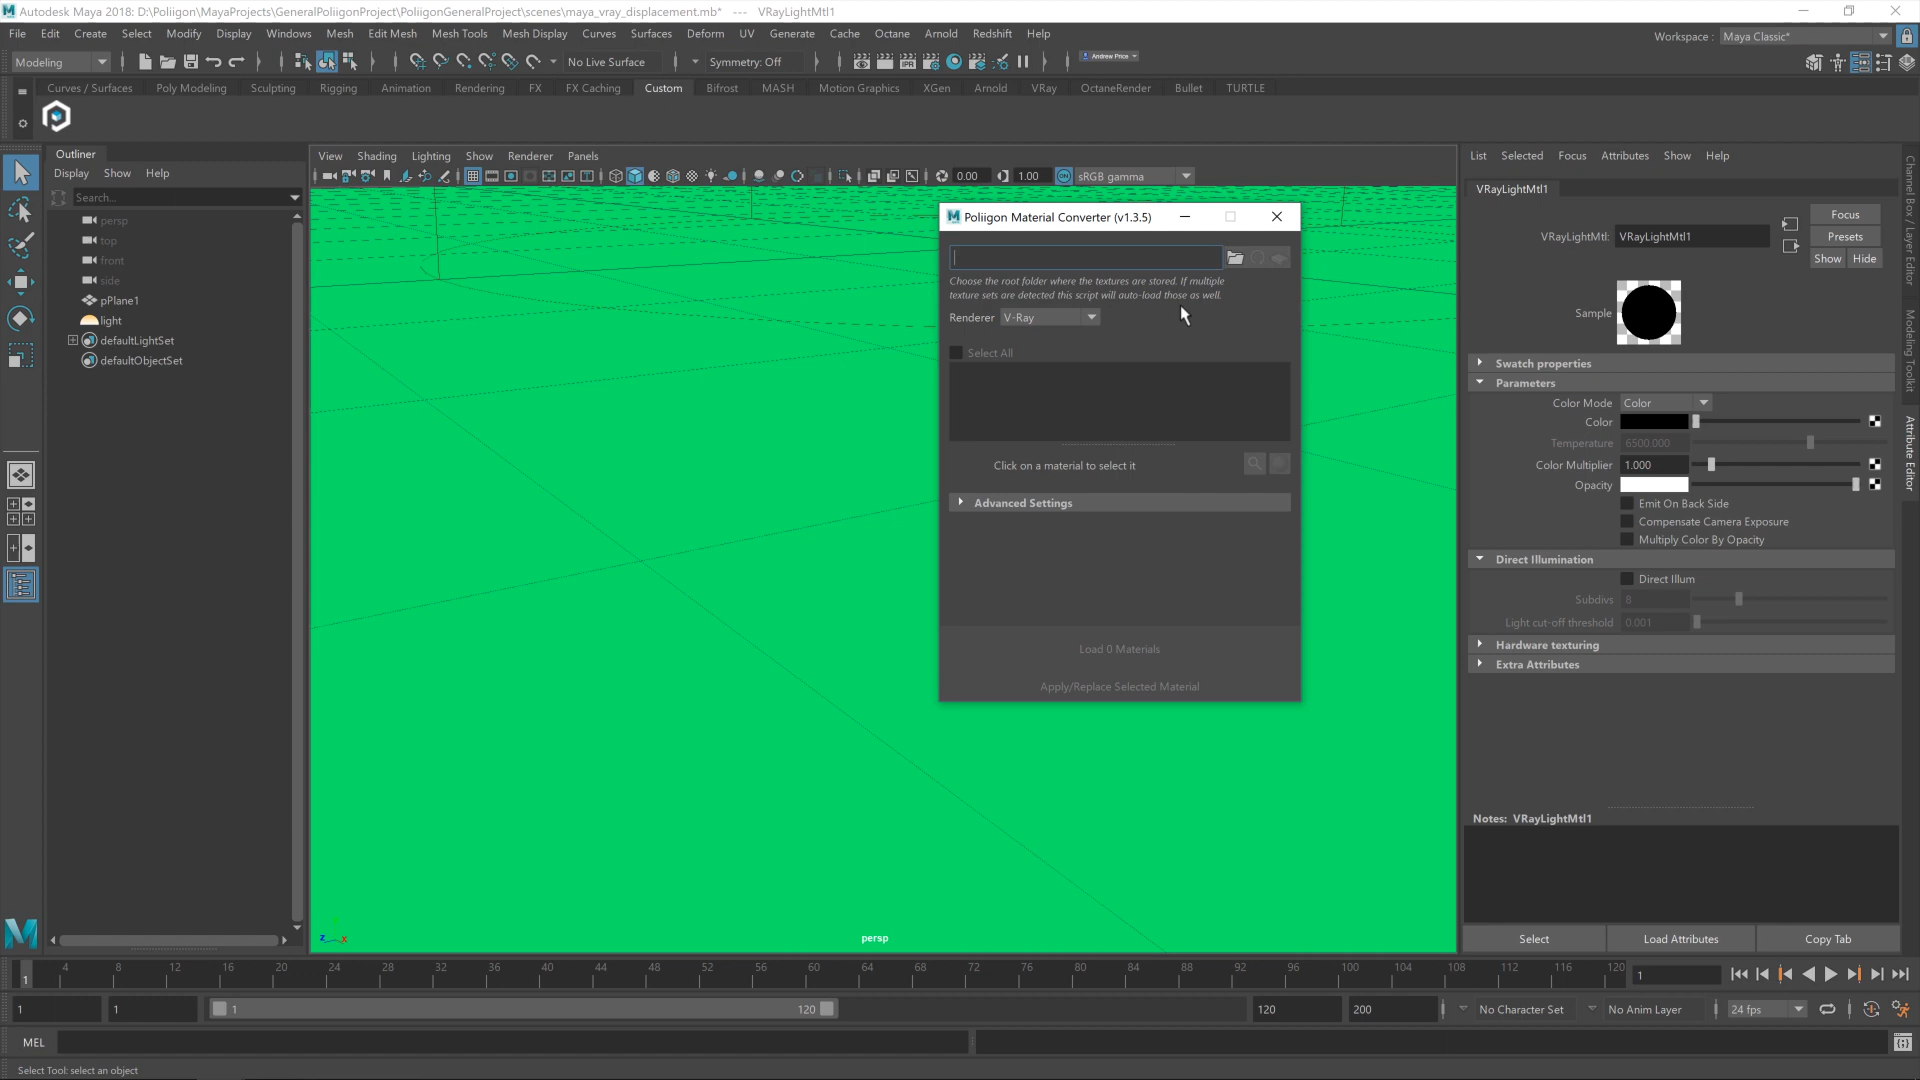 Autodesk Maya 2018: D:\Poliigon\MayaProjects\GeneralPoliigonProject\PoliigonGeneralProject\scenes\maya_vray_displacement.mb* --- VRayLightMtl1
File Edit Create Select Modify Display Windows Mesh Edit Mesh Mesh Tools Mesh Display Curves Surfaces Deform UV Generate Cache Octane Arnold Redshift Help
Workspace : Maya Classic*
Modeling No Live Surface Symmetry: Off IPR Andrew Price
Curves / Surfaces Poly Modeling Sculpting Rigging Animation Rendering FX FX Caching Custom Bifrost MASH Motion Graphics XGen Arnold VRay OctaneRender Bullet TURTLE
Outliner
Display Show Help
Search...
persp
top
front
side
pPlane1
light
defaultLightSet
defaultObjectSet
View Shading Lighting Show Renderer Panels
0.00 1.00 ON sRGB gamma
Poliigon Material Converter (v1.3.5)
Choose the root folder where the textures are stored. If multiple
texture sets are detected this script will auto-load those as well.
Renderer V-Ray
Select All
Click on a material to select it
Advanced Settings
Load 0 Materials
Apply/Replace Selected Material
z x
persp
List Selected Focus Attributes Show Help
VRayLightMtl1
VRayLightMtl: VRayLightMtl1
Focus
Presets
Show Hide
Sample
Swatch properties
Parameters
Color Mode Color
Color
Temperature 6500.000
Color Multiplier 1.000
Opacity
Emit On Back Side
Compensate Camera Exposure
Multiply Color By Opacity
Direct Illumination
Direct Illum
Subdivs 8
Light cut-off threshold 0.001
Hardware texturing
Extra Attributes
Notes: VRayLightMtl1
Select Load Attributes Copy Tab
Channel Box / Layer Editor
Modeling Toolkit
Attribute Editor
1 4 8 12 16 20 24 28 32 36 40 44 48 52 56 60 64 68 72 76 80 84 88 92 96 100 104 108 112 116 120 1
1 1 1 120 120 200 No Character Set No Anim Layer 24 fps
MEL
Select Tool: select an object